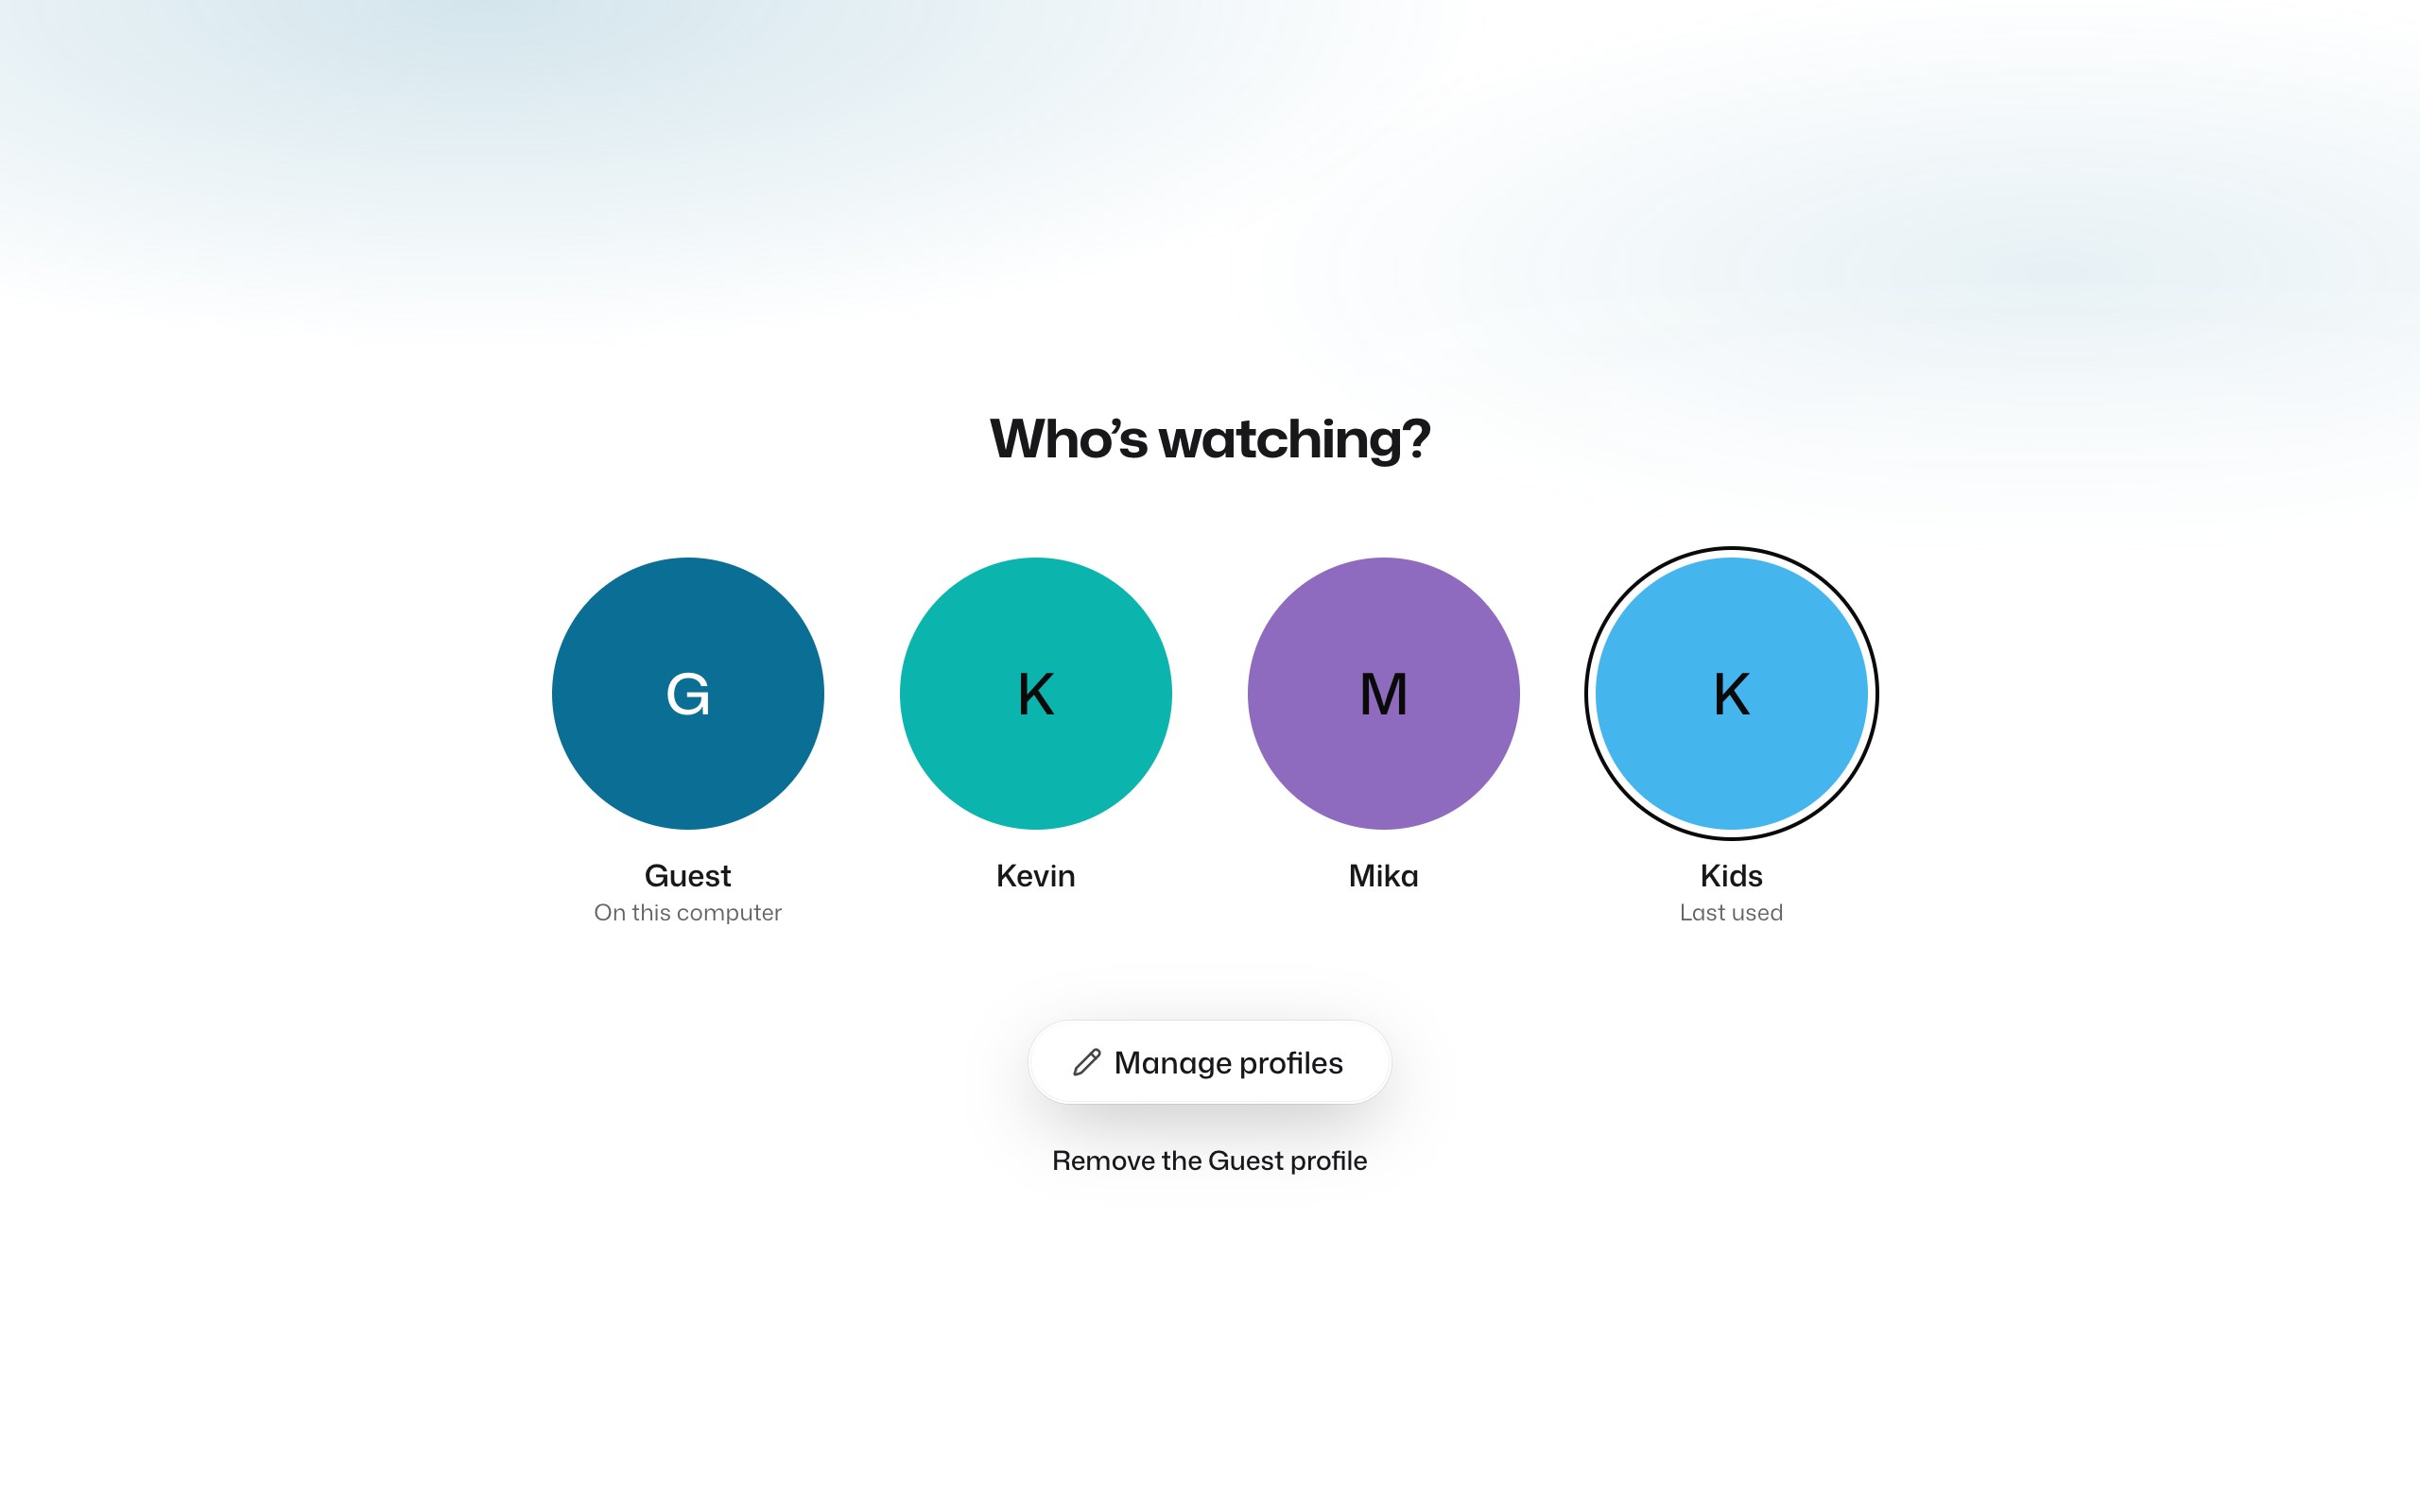 Who’s watching?
G
K
M
K
Guest
Kevin
Mika
Kids
On this computer
Last used
Manage profiles
Remove the Guest profile